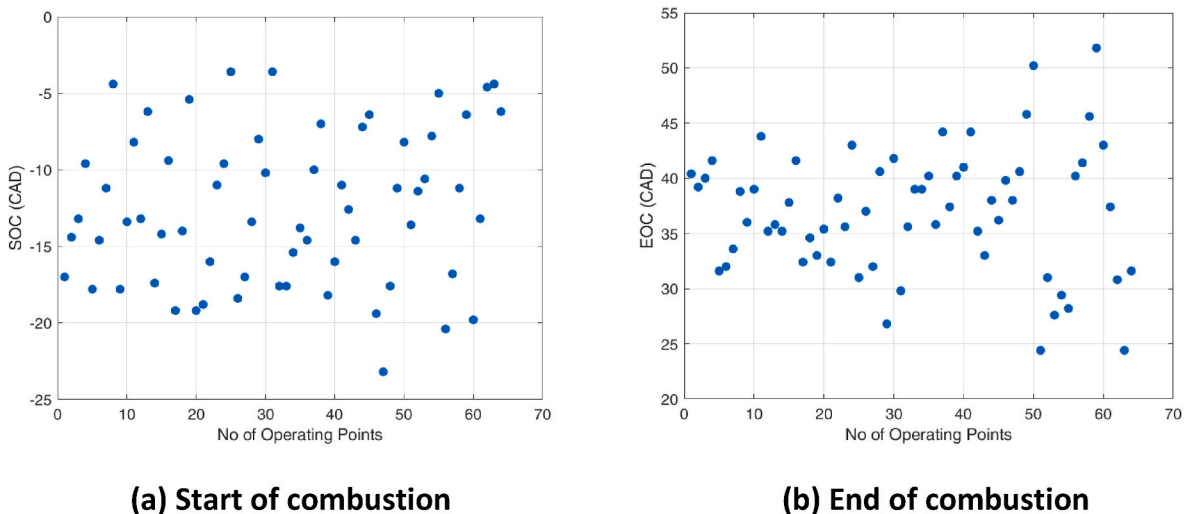 -0
-5
-10
-15
-20
-25
SOC (CAD)
0 10 20 30 40 50 60 70
No of Operating Points
(a) Start of combustion
55
50
45
40
35
30
25
20
EOC (CAD)
0 10 20 30 40 50 60 70
No of Operating Points
(b) End of combustion